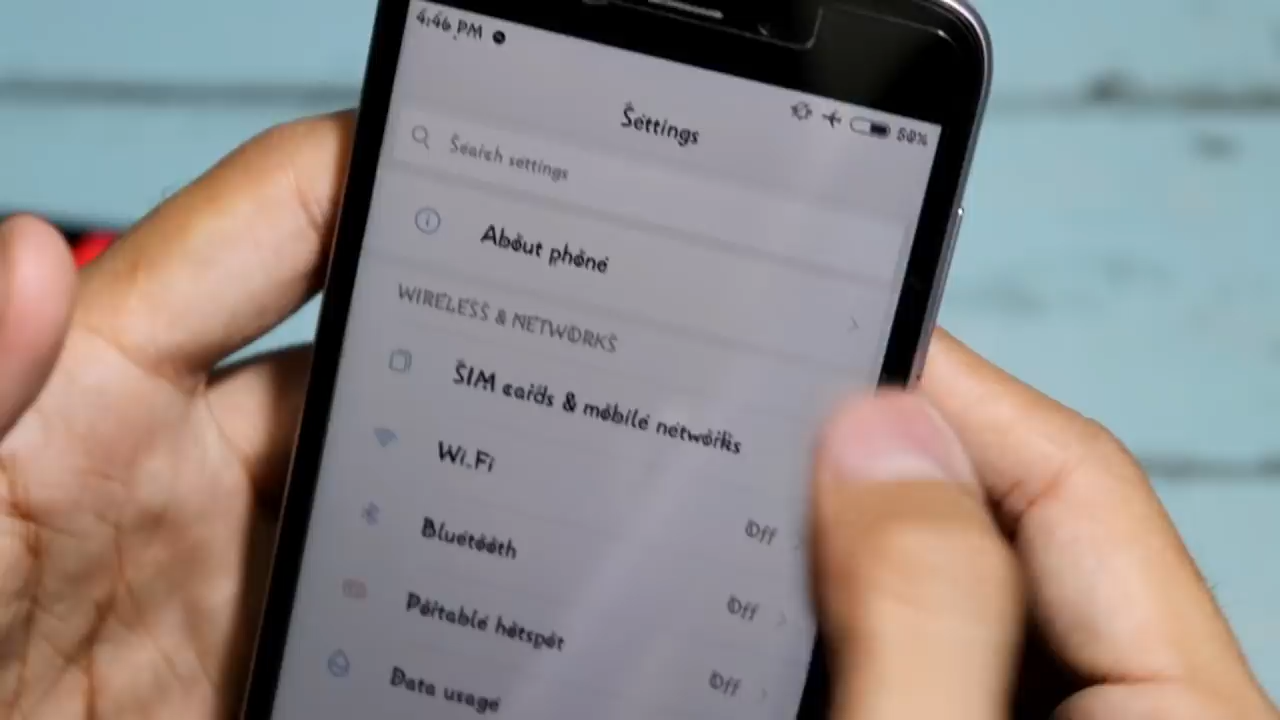 4:46 PM
Settings
Search settings
About phone
WIRELESS & NETWORKS
SIM cards & mobile networks
Wi-Fi
Off
Bluetooth
Off
Portable hotspot
Off
Data usage